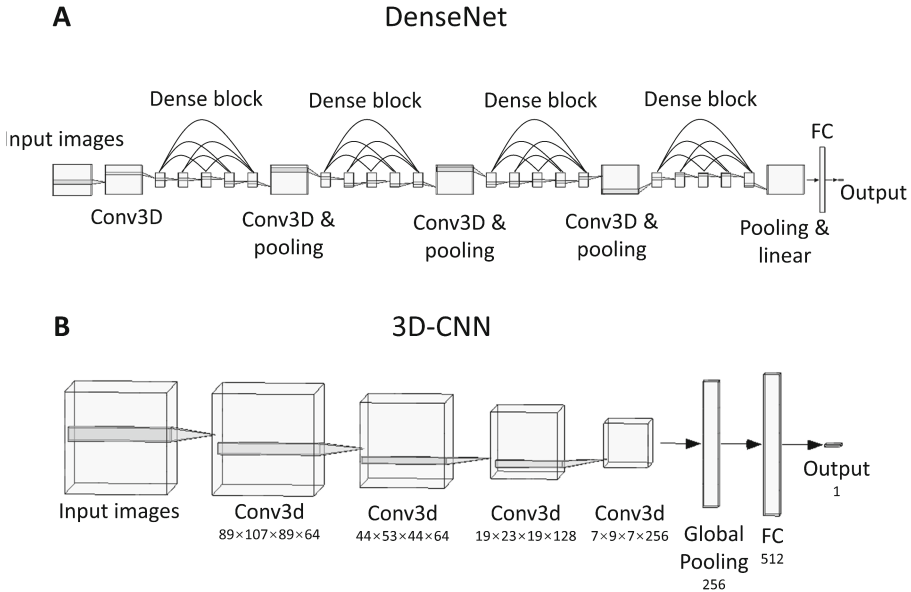 A
DenseNet
Dense block
Dense block
Dense block
Dense block
Input images
FC
Output
Conv3D
Conv3D &
pooling
Conv3D &
pooling
Conv3D &
pooling
Pooling &
linear
B
3D-CNN
Input images
Conv3d
89×107×89×64
Conv3d
44×53×44×64
Conv3d
19×23×19×128
Conv3d
7×9×7×256
Global
Pooling
256
FC
512
Output
1